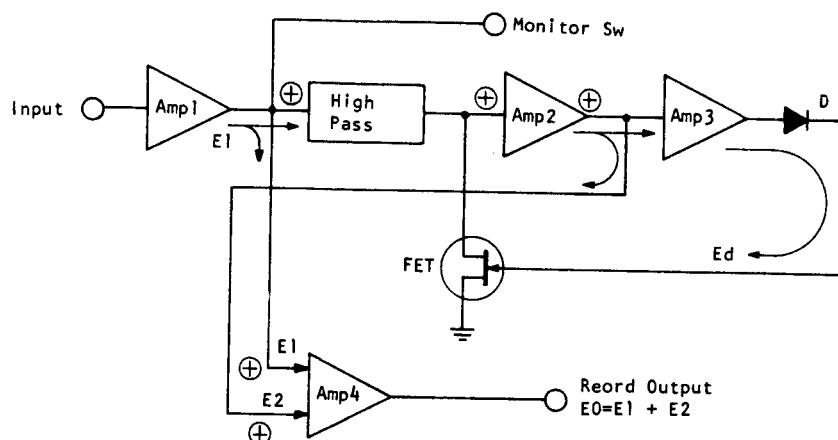 Monitor Sw
Input
Amp1
E1
⊕
High
Pass
⊕
Amp2
⊕
Amp3
D
Ed
FET
E1
⊕
E2
⊕
Amp4
Reord Output
E0=E1 + E2